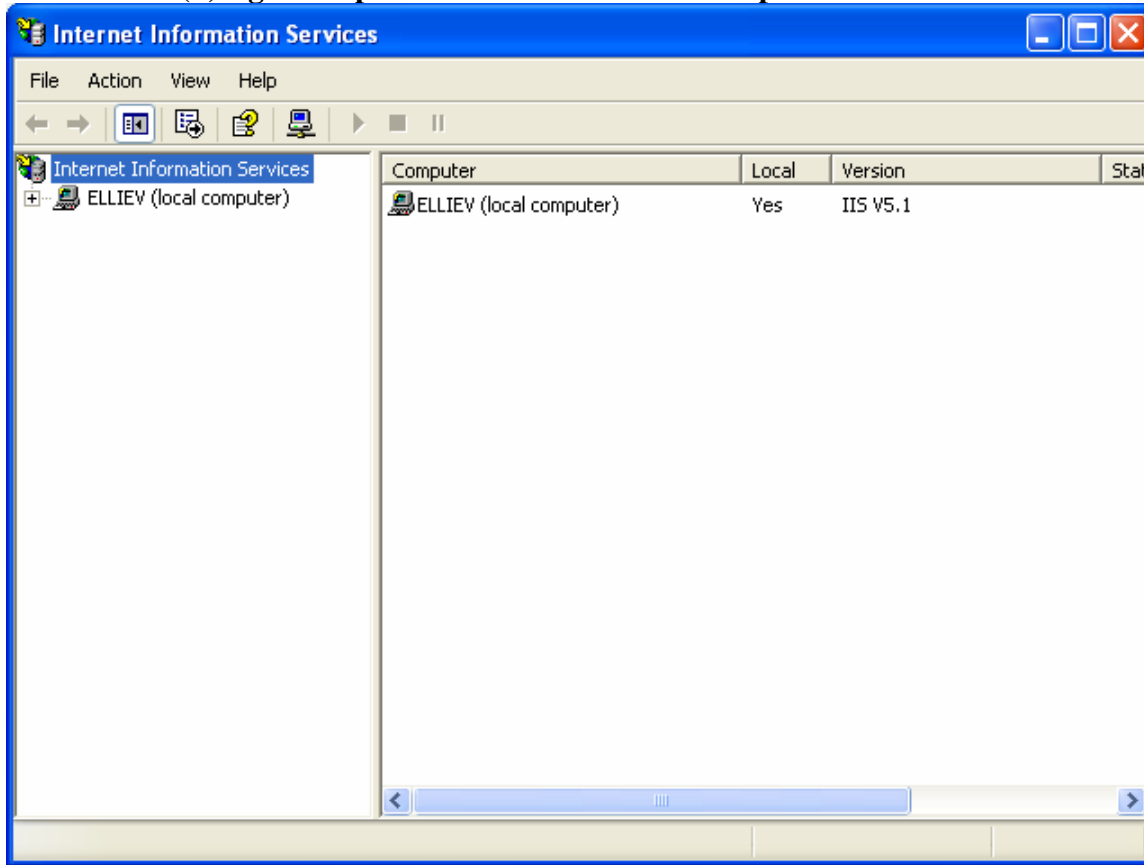 Internet Information Services
File Action View Help
Internet Information Services
ELLIEV (local computer)
Computer Local Version Stat
ELLIEV (local computer) Yes IIS V5.1